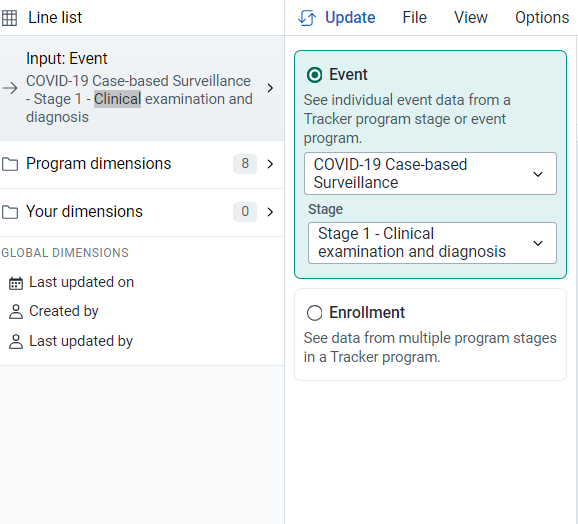 Line list
Update File View Options
Input: Event
COVID-19 Case-based Surveillance
- Stage 1 - Clinical examination and
diagnosis
Program dimensions 8
Your dimensions 0
GLOBAL DIMENSIONS
Last updated on
Created by
Last updated by
Event
See individual event data from a
Tracker program stage or event
program.
COVID-19 Case-based
Surveillance
Stage
Stage 1 - Clinical
examination and diagnosis
Enrollment
See data from multiple program stages
in a Tracker program.